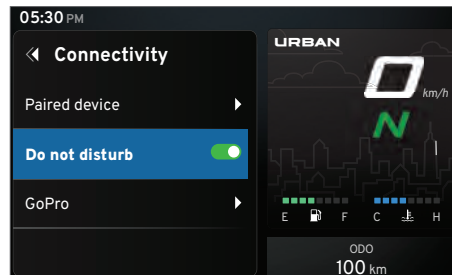 05:30 PM
Connectivity
Paired device
Do not disturb
GoPro
URBAN
0 km/h
N
E F C H
ODO
100 km